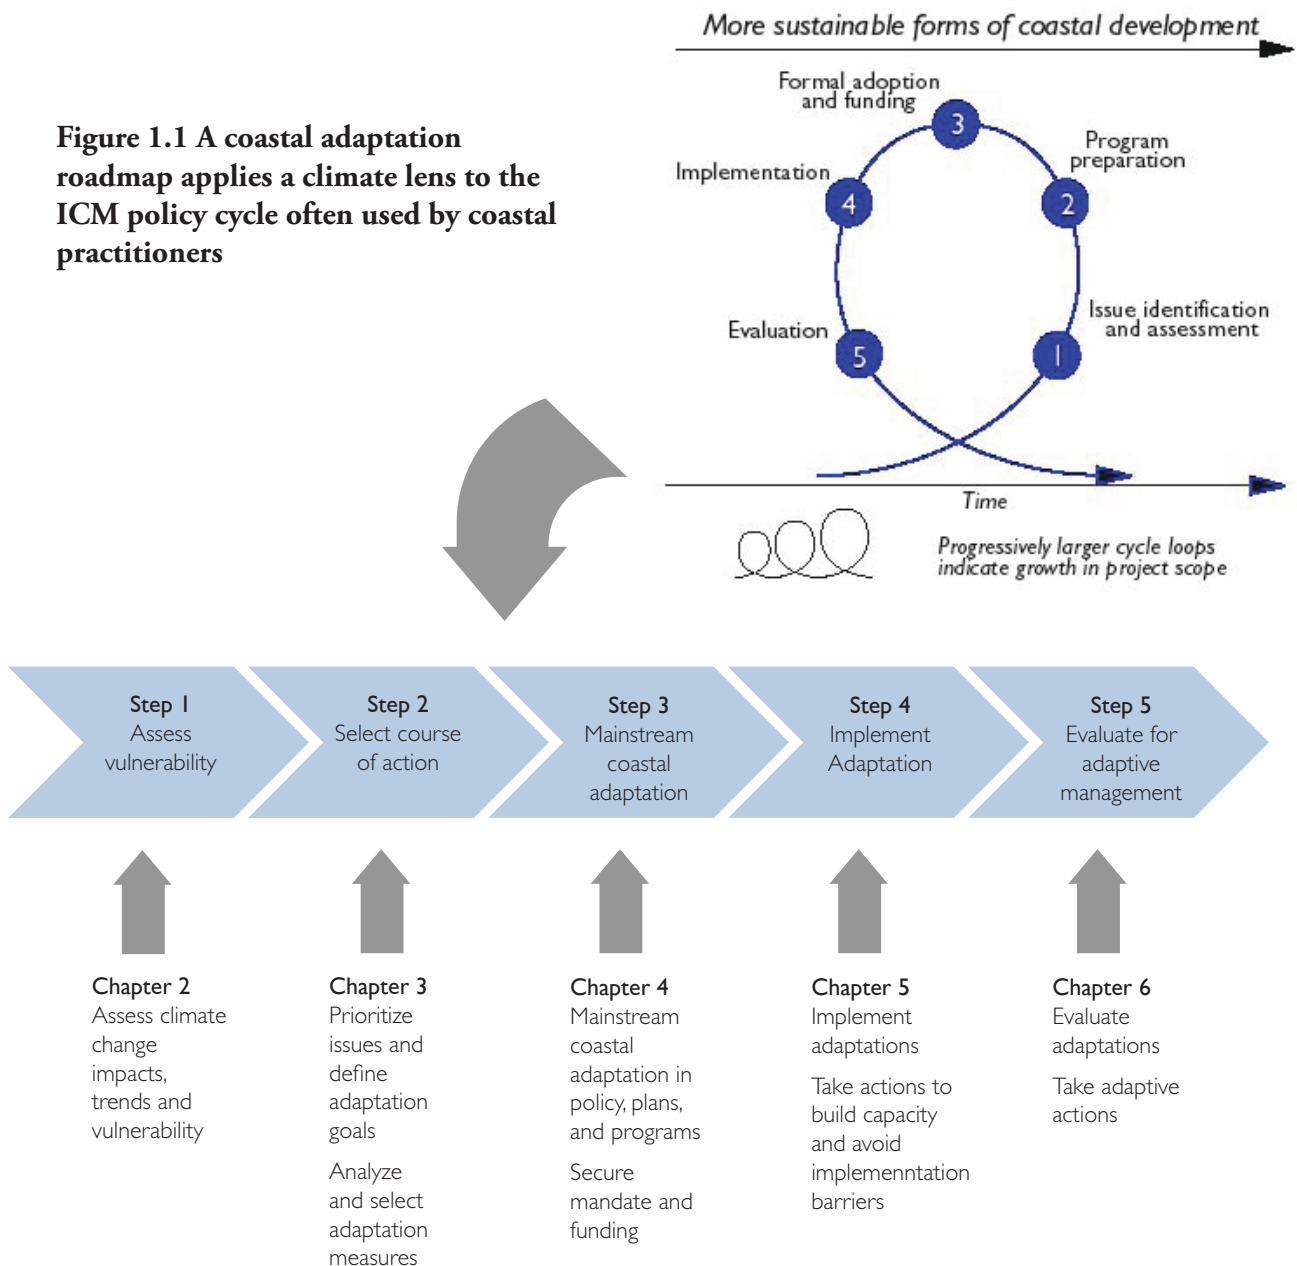 More sustainable forms of coastal development
Figure 1.1 A coastal adaptation
roadmap applies a climate lens to the
ICM policy cycle often used by coastal
practitioners
Formal adoption
and funding
3
Program
preparation
2
Implementation
4
Issue identification
and assessment
1
Evaluation
5
Time
Progressively larger cycle loops
indicate growth in project scope
Step 1
Assess
vulnerability
Step 2
Select course
of action
Step 3
Mainstream
coastal
adaptation
Step 4
Implement
Adaptation
Step 5
Evaluate for
adaptive
management
Chapter 2
Assess climate
change
impacts,
trends and
vulnerability
Chapter 3
Prioritize
issues and
define
adaptation
goals
Analyze
and select
adaptation
measures
Chapter 4
Mainstream
coastal
adaptation in
policy, plans,
and programs
Secure
mandate and
funding
Chapter 5
Implement
adaptations
Take actions to
build capacity
and avoid
implemenntation
barriers
Chapter 6
Evaluate
adaptations
Take adaptive
actions